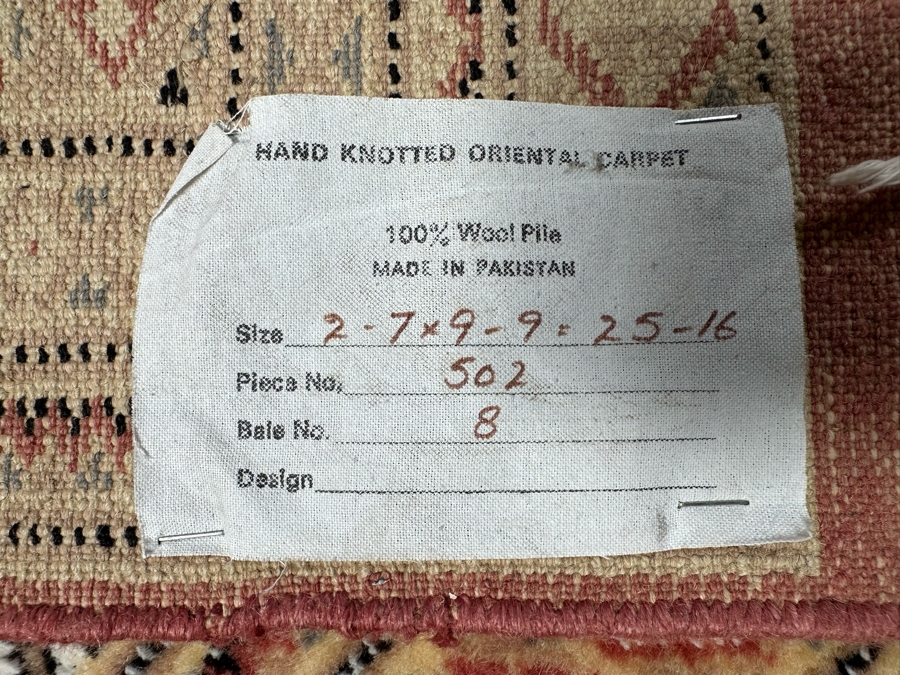 HAND KNOTTED ORIENTAL CARPET
100% Wool Pile
MADE IN PAKISTAN
Size 2-7x9-9=25-16
Piece No. 502
Bale No. 8
Design